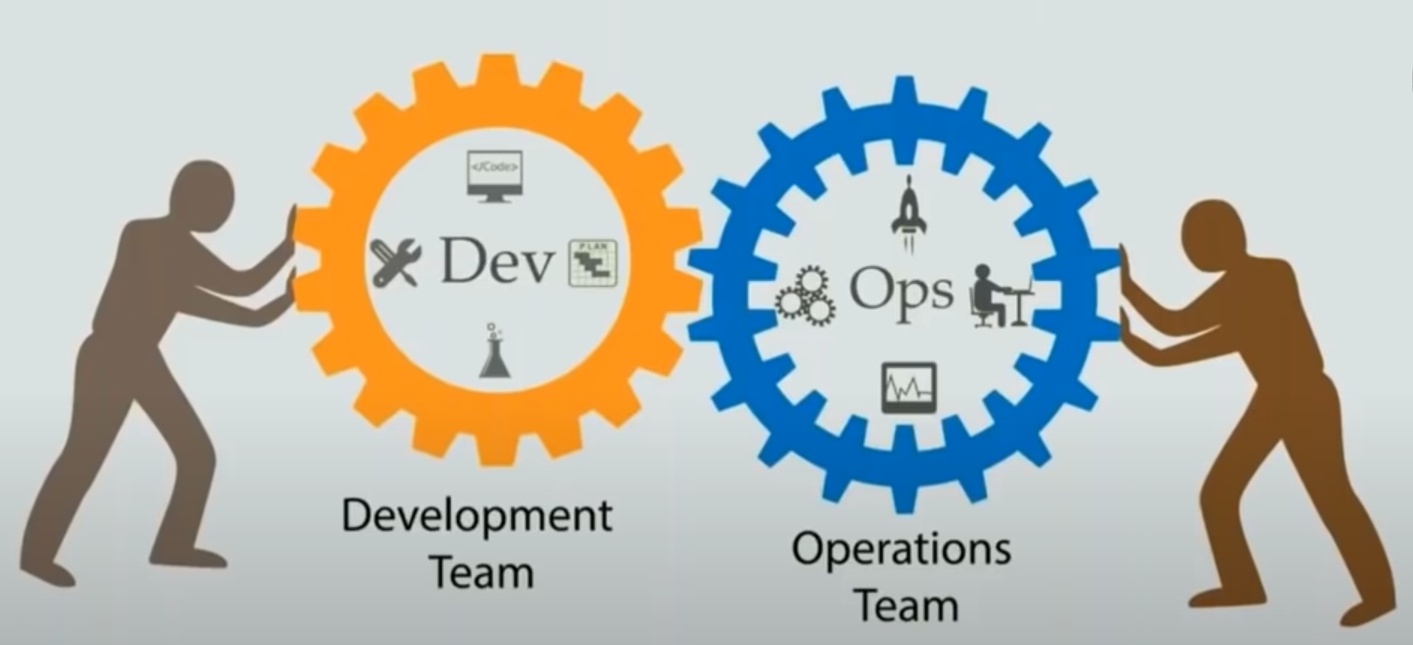 </Code>
Dev
PLAN
Ops
Development
Team
Operations
Team